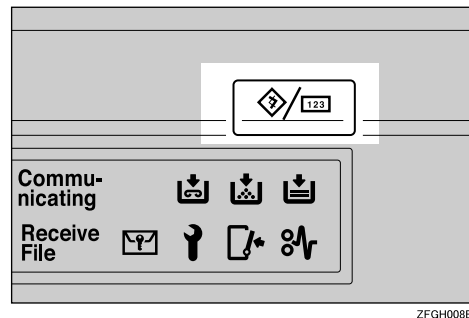 123
Commu-
nicating
Receive
File
ZFGH008E